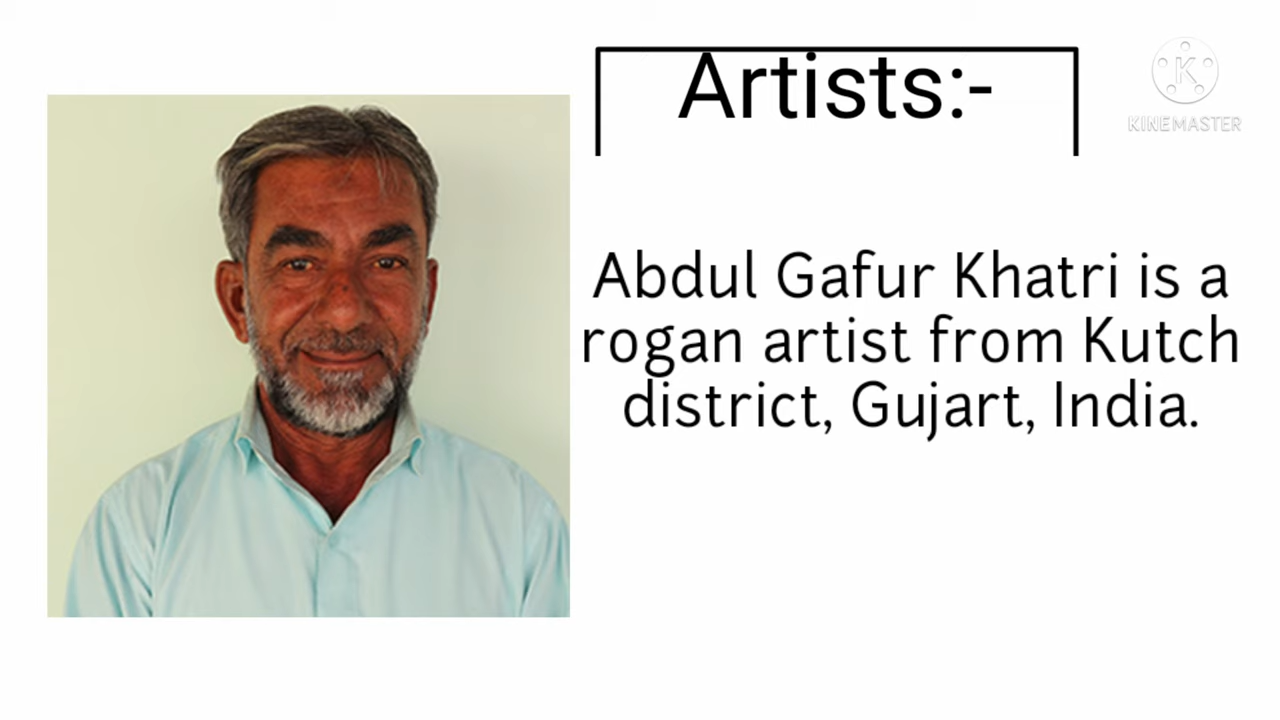 Artists:-
K
KINEMASTER
Abdul Gafur Khatri is a
rogan artist from Kutch
district, Gujart, India.